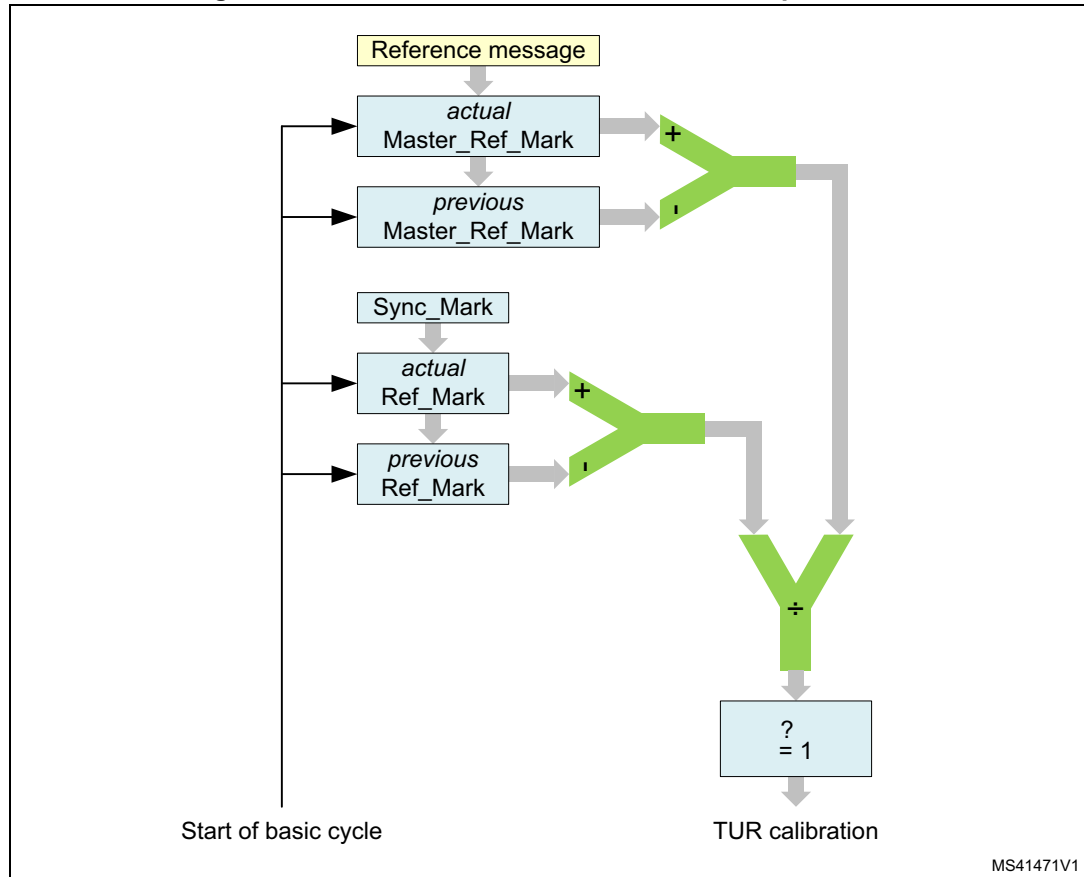 Reference message
actual
Master_Ref_Mark
+
previous
Master_Ref_Mark
-
Sync_Mark
actual
Ref_Mark
+
previous
Ref_Mark
-
÷
?
= 1
Start of basic cycle
TUR calibration
MS41471V1